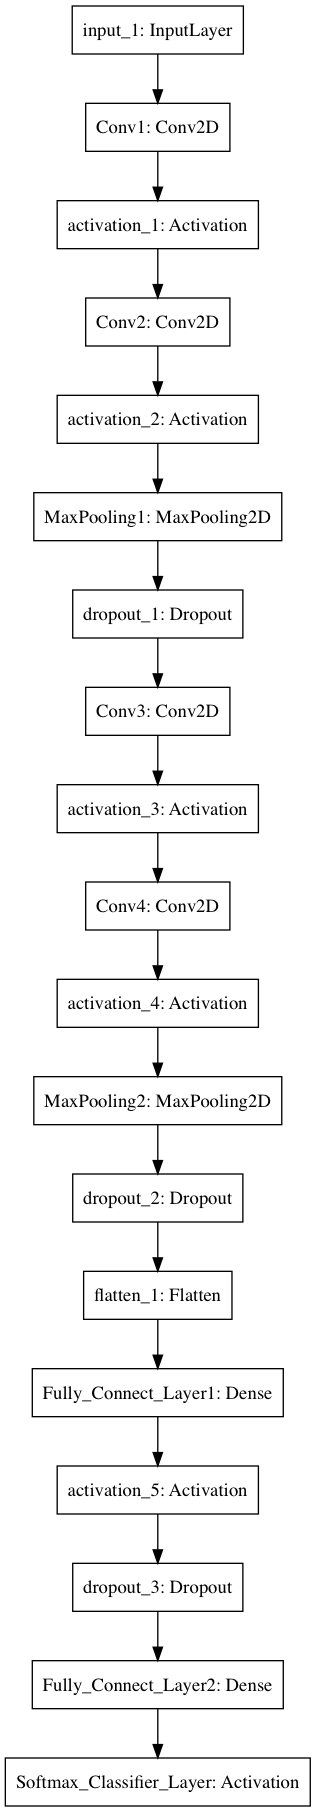 input_1: InputLayer
Conv1: Conv2D
activation_1: Activation
Conv2: Conv2D
activation_2: Activation
MaxPooling1: MaxPooling2D
dropout_1: Dropout
Conv3: Conv2D
activation_3: Activation
Conv4: Conv2D
activation_4: Activation
MaxPooling2: MaxPooling2D
dropout_2: Dropout
flatten_1: Flatten
Fully_Connect_Layer1: Dense
activation_5: Activation
dropout_3: Dropout
Fully_Connect_Layer2: Dense
Softmax_Classifier_Layer: Activation